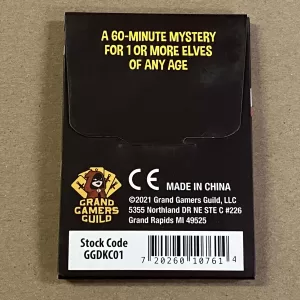 A 60-MINUTE MYSTERY
FOR 1 OR MORE ELVES
OF ANY AGE
GRAND
GAMERS
GUILD
CE MADE IN CHINA
©2021 Grand Gamers Guild, LLC
5355 Northland DR NE STE C #226
Grand Rapids MI 49525
Stock Code
GGDKC01
7 20260 10761 4